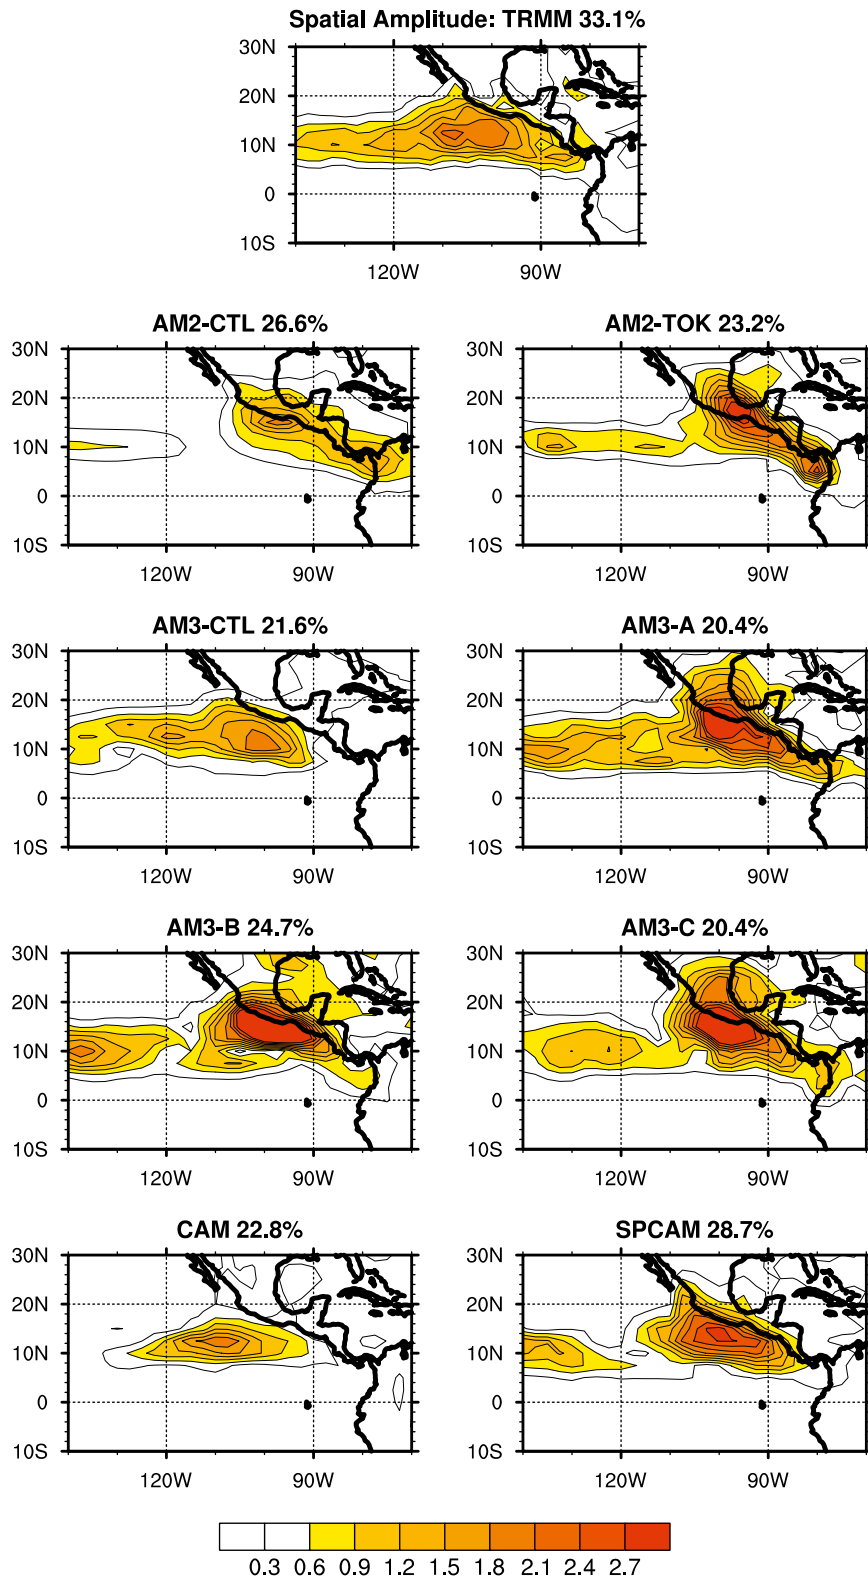 Spatial Amplitude: TRMM 33.1%
30N
20N
10N
0
10S
120W 90W
AM2-CTL 26.6% AM2-TOK 23.2%
30N 30N
20N 20N
10N 10N
0 0
10S 10S
120W 90W 120W 90W
AM3-CTL 21.6% AM3-A 20.4%
30N 30N
20N 20N
10N 10N
0 0
10S 10S
120W 90W 120W 90W
AM3-B 24.7% AM3-C 20.4%
30N 30N
20N 20N
10N 10N
0 0
10S 10S
120W 90W 120W 90W
CAM 22.8% SPCAM 28.7%
30N 30N
20N 20N
10N 10N
0 0
10S 10S
120W 90W 120W 90W
0.3 0.6 0.9 1.2 1.5 1.8 2.1 2.4 2.7